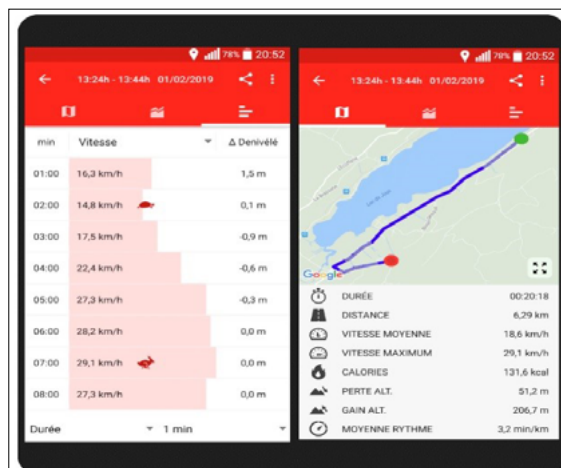 78% 20:52
13:24h - 13:44h 01/02/2019
min Vitesse Δ Denivélé
01:00 16,3 km/h 1,5 m
02:00 14,8 km/h 0,1 m
03:00 17,5 km/h -0,9 m
04:00 22,4 km/h -0,6 m
05:00 27,3 km/h -0,3 m
06:00 28,2 km/h 0,0 m
07:00 29,1 km/h 0,0 m
08:00 27,3 km/h 0,0 m
Durée 1 min
78% 20:52
13:24h - 13:44h 01/02/2019
Google
DURÉE 00:20:18
DISTANCE 6,29 km
VITESSE MOYENNE 18,6 km/h
VITESSE MAXIMUM 29,1 km/h
CALORIES 131,6 kcal
PERTE ALT. 51,2 m
GAIN ALT. 206,7 m
MOYENNE RYTHME 3,2 min/km